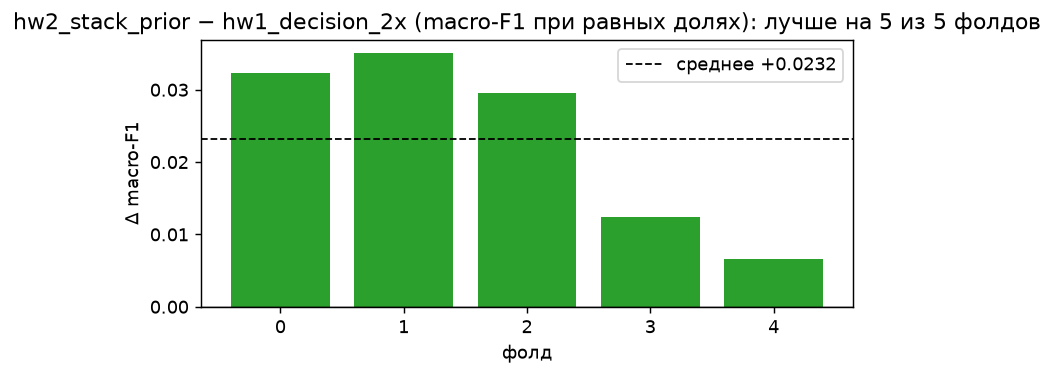 hw2_stack_prior − hw1_decision_2x (macro-F1 при равных долях): лучше на 5 из 5 фолдов
среднее +0.0232
Δ macro-F1
0.03
0.02
0.01
0.00
0 1 2 3 4
фолд